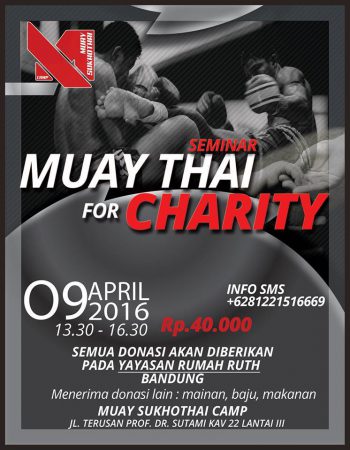 MUAY
SUKHOTHAI
CAMP
SEMINAR
MUAY THAI
FOR CHARITY
09 APRIL
2016
13.30 - 16.30
INFO SMS
+6281221516669
Rp.40.000
SEMUA DONASI AKAN DIBERIKAN
PADA YAYASAN RUMAH RUTH
BANDUNG
Menerima donasi lain : mainan, baju, makanan
MUAY SUKHOTHAI CAMP
JL. TERUSAN PROF. DR. SUTAMI KAV 22 LANTAI III